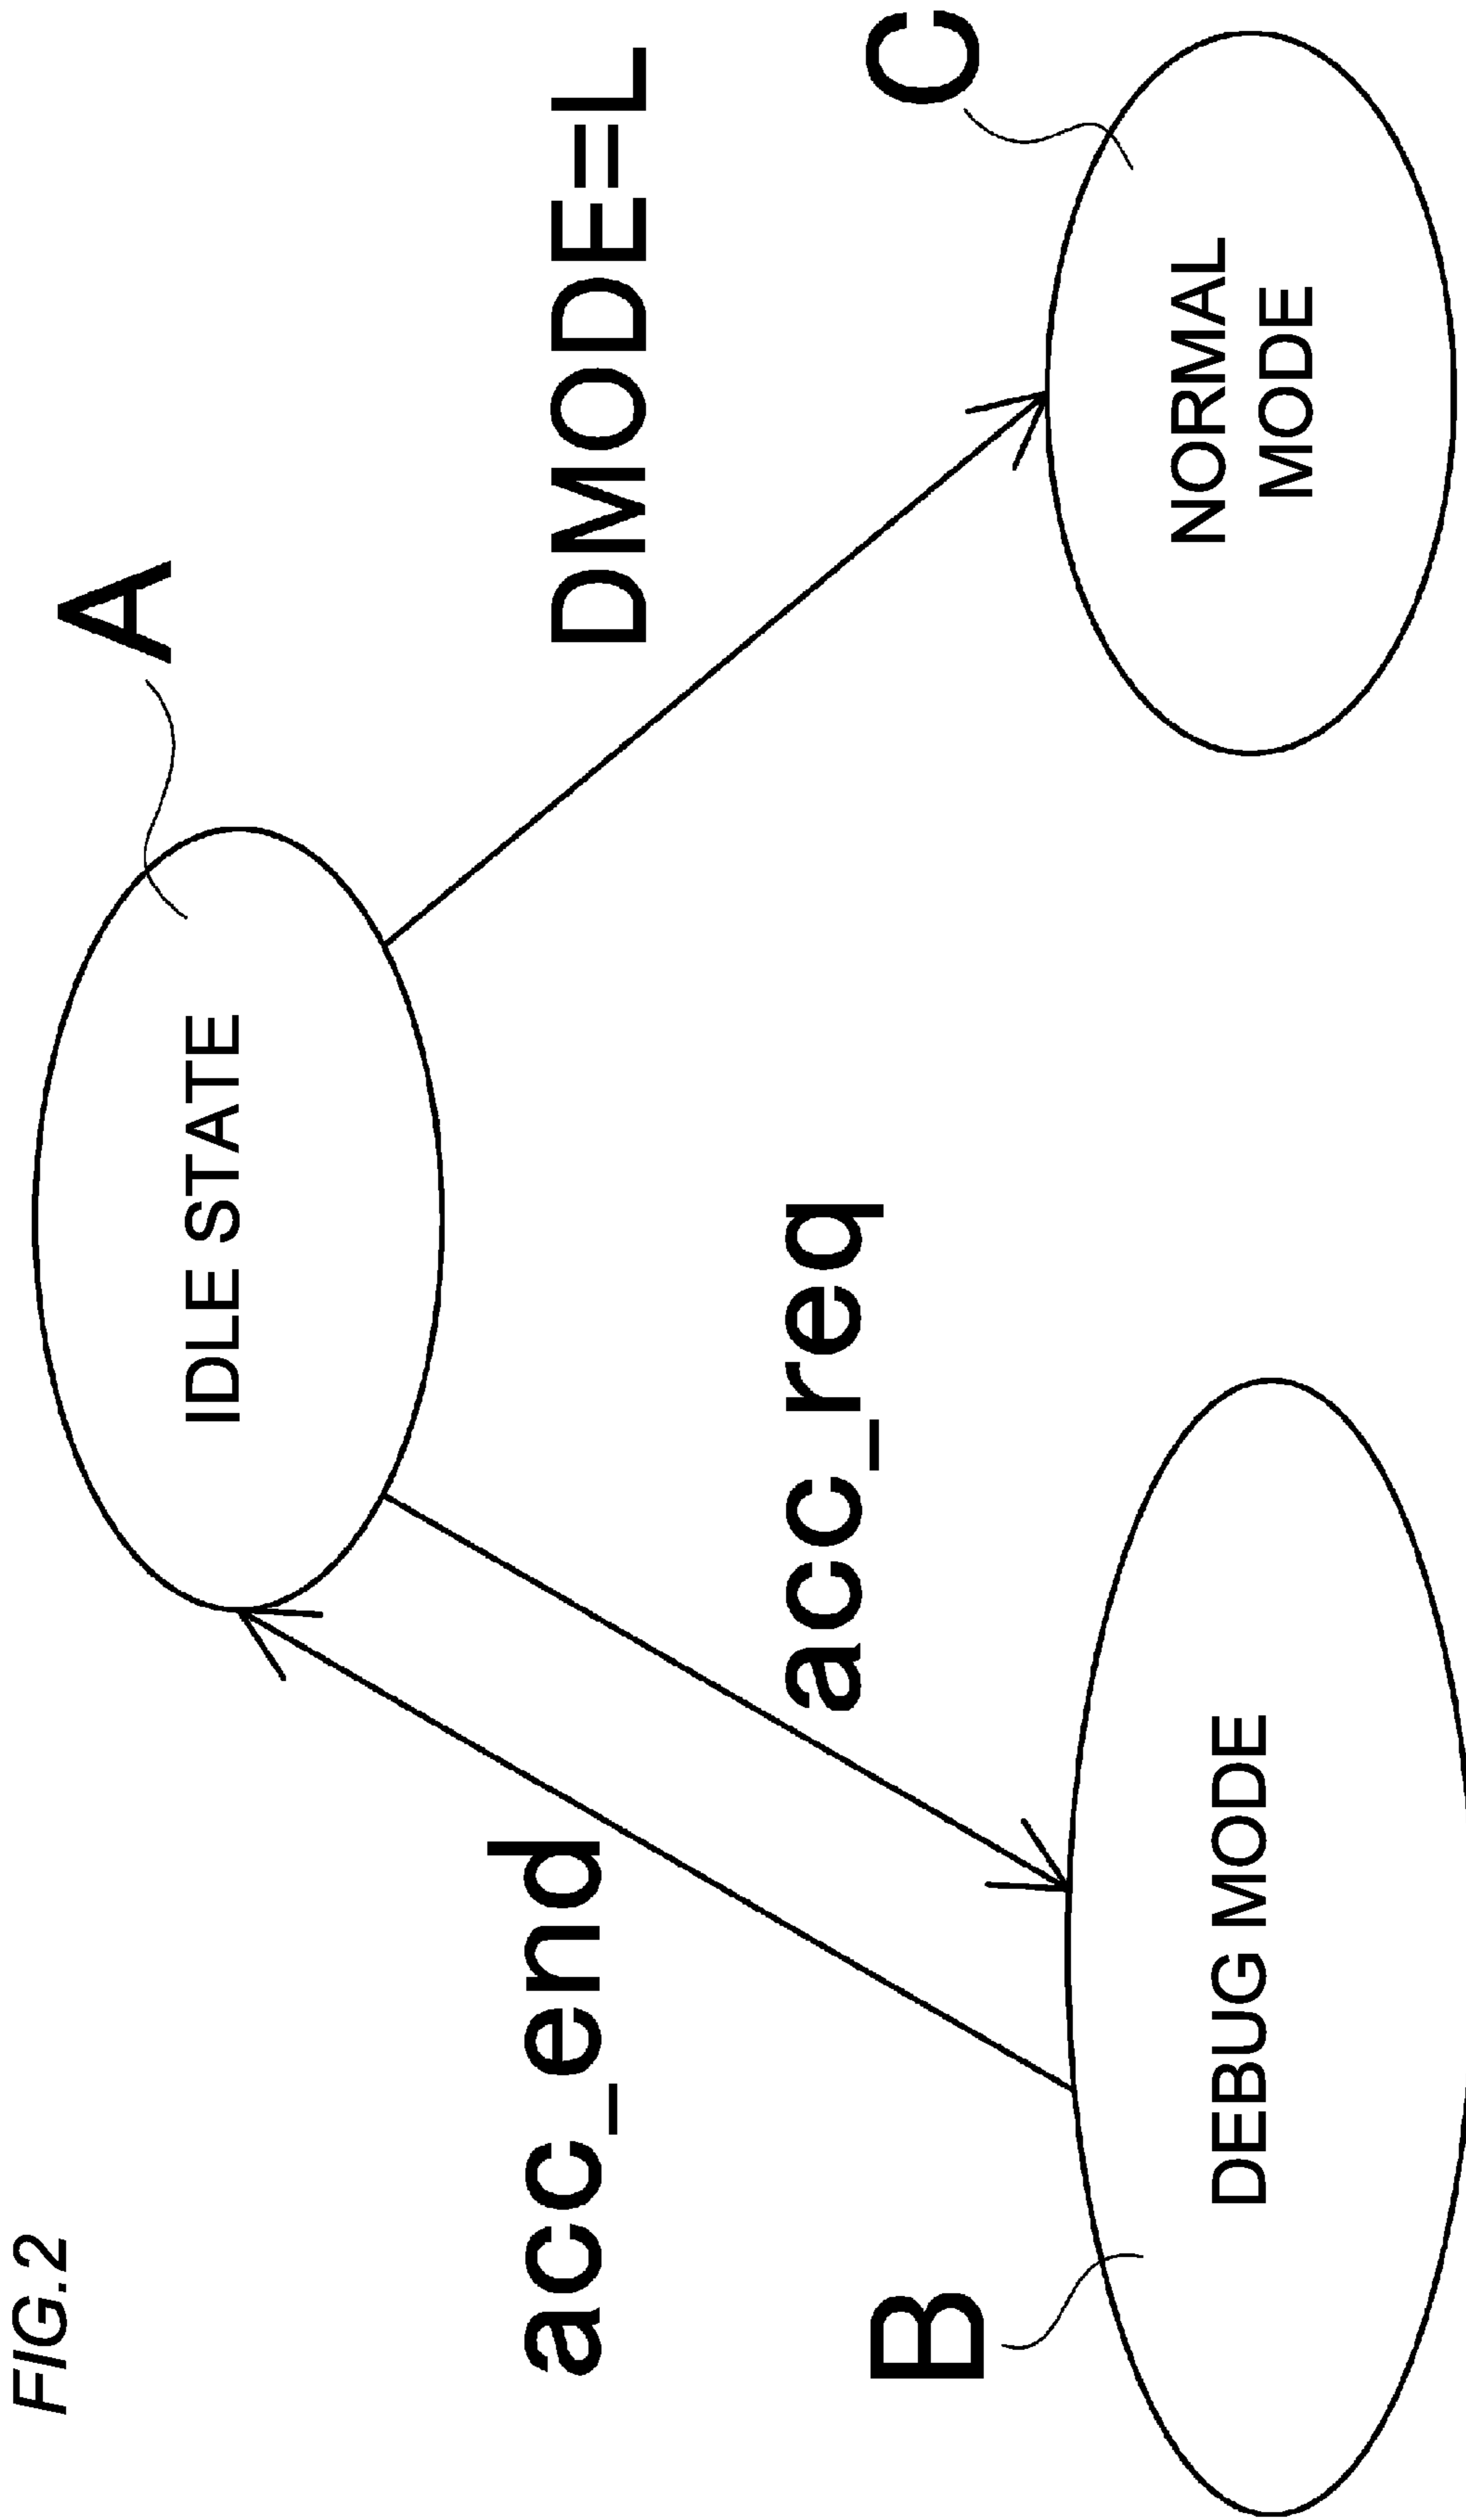 FIG.2
A
IDLE STATE
acc_end
DMODE=L
acc_req
B
C
DEBUG MODE
NORMAL
MODE